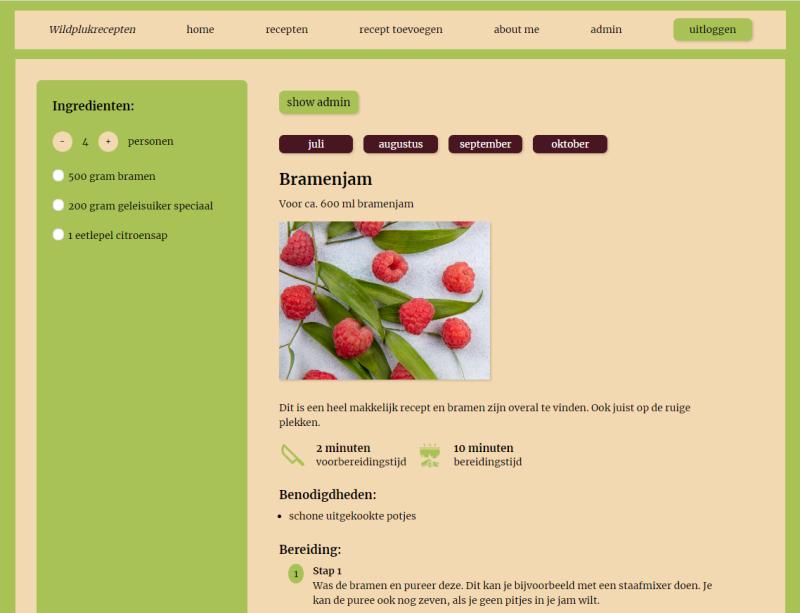 Wildplukrecepten home recepten recept toevoegen about me admin uitloggen
Ingredienten:
- 4 + personen
500 gram bramen
200 gram geleisuiker speciaal
1 eetlepel citroensap
show admin
juli augustus september oktober
Bramenjam
Voor ca. 600 ml bramenjam
Dit is een heel makkelijk recept en bramen zijn overal te vinden. Ook juist op de ruige
plekken.
2 minuten
voorbereidingstijd
10 minuten
bereidingstijd
Benodigdheden:
• schone uitgekookte potjes
Bereiding:
1 Stap 1
Was de bramen en pureer deze. Dit kan je bijvoorbeeld met een staafmixer doen. Je
kan de puree ook nog zeven, als je geen pitjes in je jam wilt.